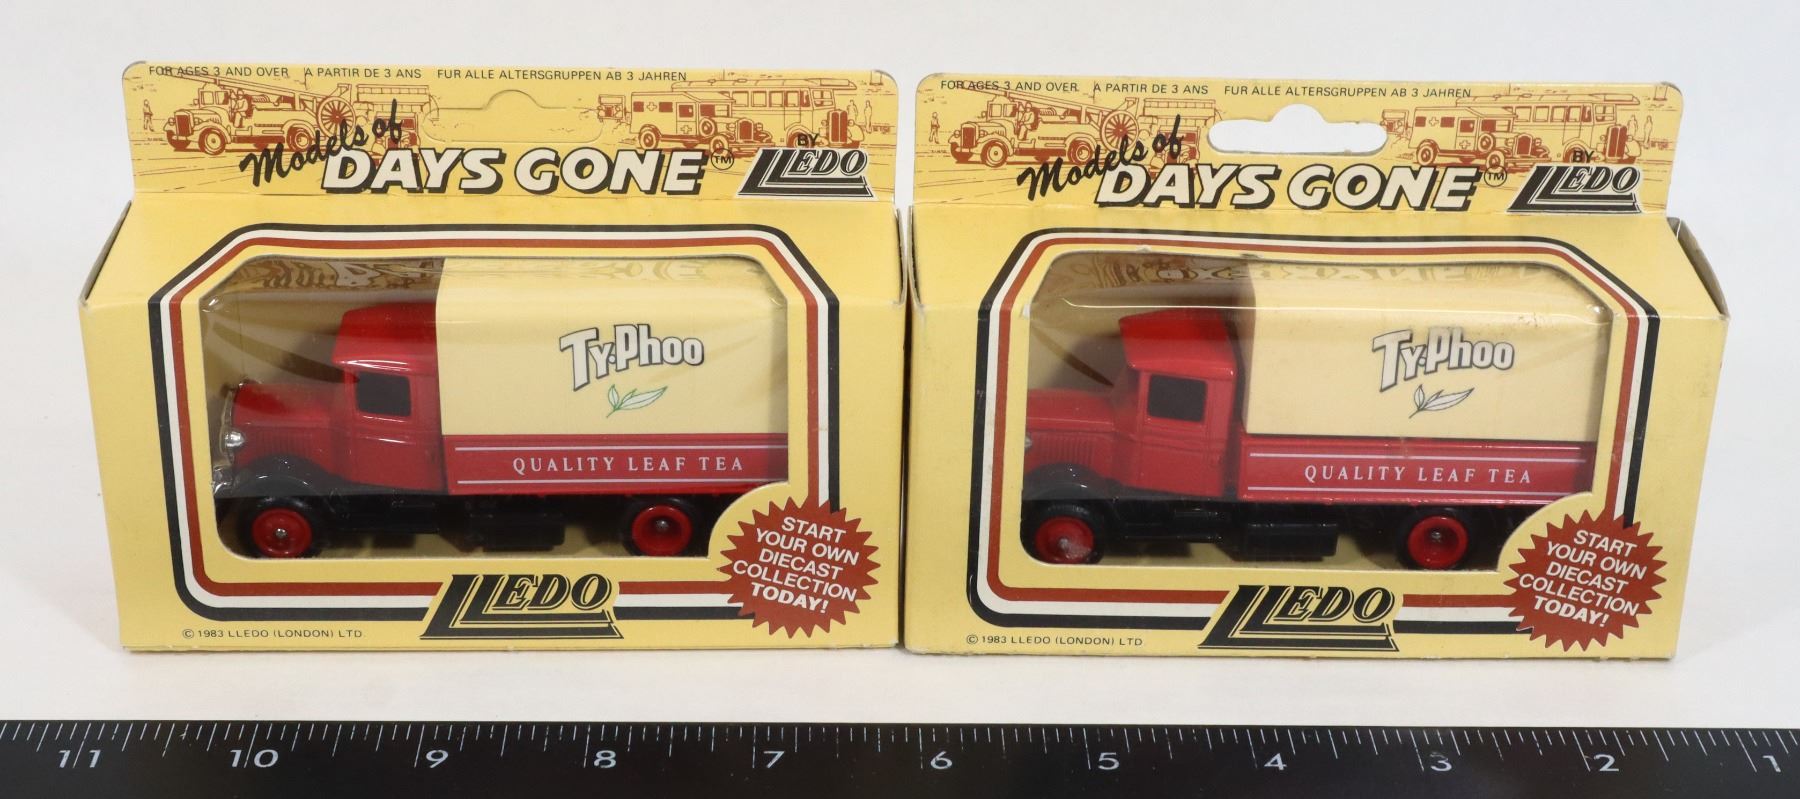 FOR AGES 3 AND OVER A PARTIR DE 3 ANS FUR ALLE ALTERSGRUPPEN AB 3 JAHREN
Models of
DAYS GONE™
BY
LLEDO
TY·PHOO
QUALITY LEAF TEA
START
YOUR OWN
DIECAST
COLLECTION
TODAY!
LLEDO
© 1983 LLEDO (LONDON) LTD.
FOR AGES 3 AND OVER A PARTIR DE 3 ANS FUR ALLE ALTERSGRUPPEN AB 3 JAHREN
Models of
DAYS GONE™
BY
LLEDO
TY·PHOO
QUALITY LEAF TEA
START
YOUR OWN
DIECAST
COLLECTION
TODAY!
LLEDO
© 1983 LLEDO (LONDON) LTD.
11 10 9 8 7 6 5 4 3 2 1